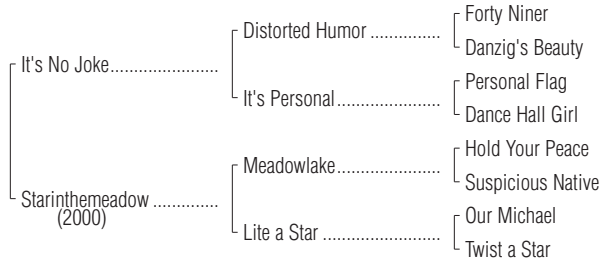 Forty Niner
Distorted Humor
Danzig's Beauty
It's No Joke
Personal Flag
It's Personal
Dance Hall Girl
Hold Your Peace
Meadowlake
Suspicious Native
Starinthemeadow
(2000)
Our Michael
Lite a Star
Twist a Star